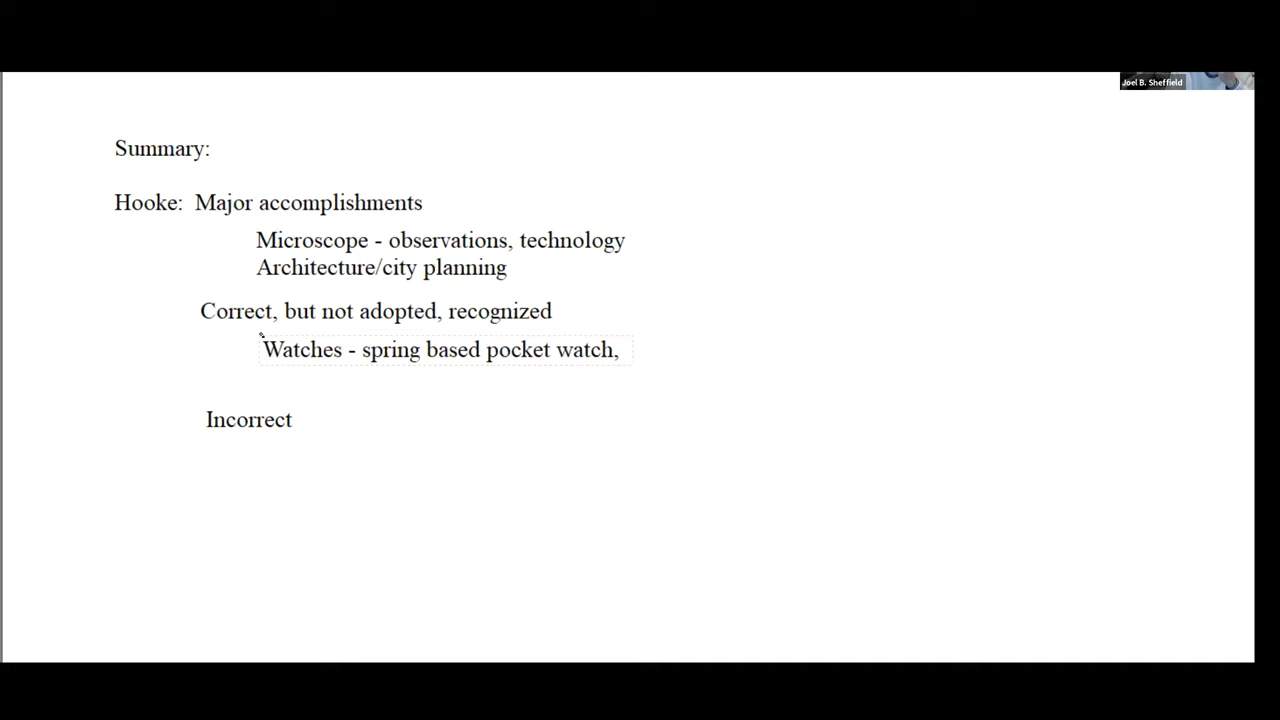 Joel B. Sheffield
Summary:
Hooke: Major accomplishments
Microscope - observations, technology
Architecture/city planning
Correct, but not adopted, recognized
Watches - spring based pocket watch,
Incorrect